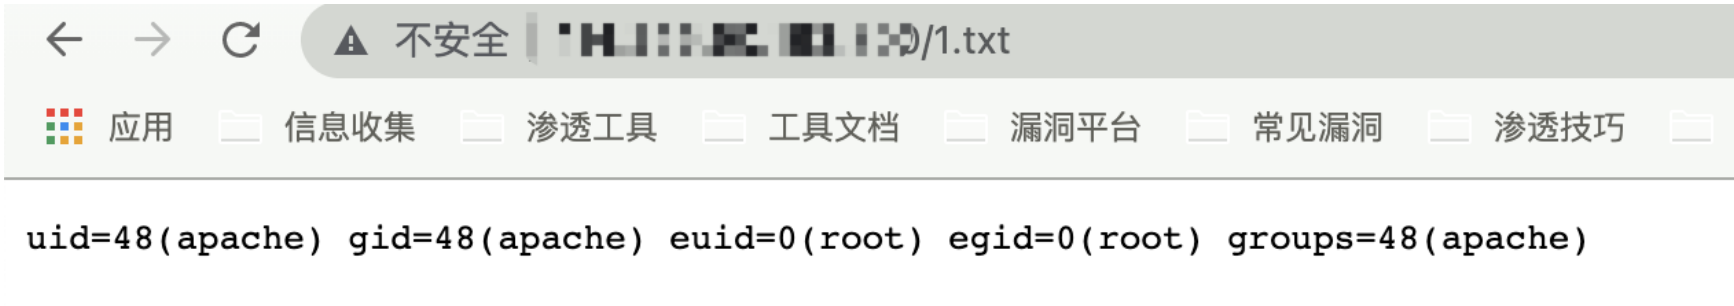 不安全 /1.txt
应用 信息收集 渗透工具 工具文档 漏洞平台 常见漏洞 渗透技巧
uid=48(apache) gid=48(apache) euid=0(root) egid=0(root) groups=48(apache)